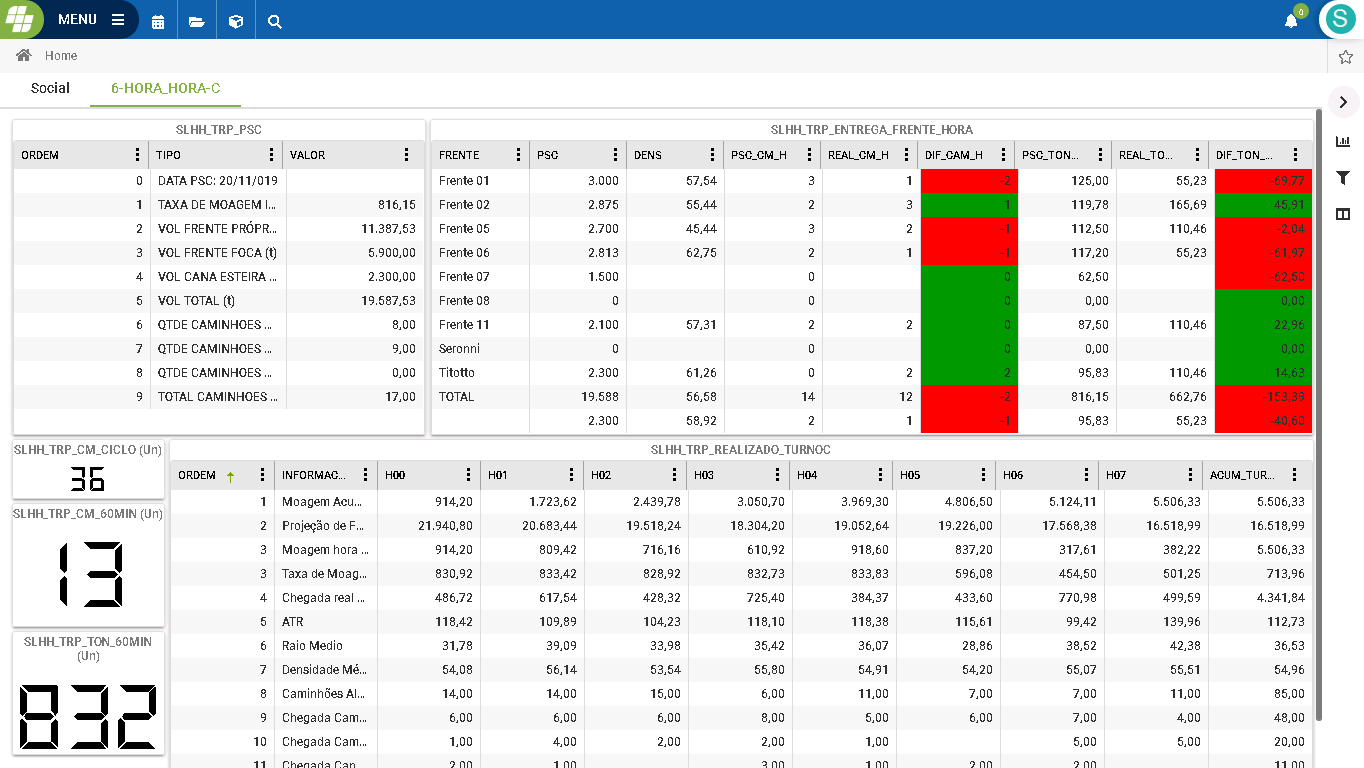 MENU
0
S
Home
Social 6-HORA_HORA-C
SLHH_TRP_PSC
ORDEM TIPO VALOR
0 DATA PSC: 20/11/019
1 TAXA DE MOAGEM I... 816,15
2 VOL FRENTE PRÓPR... 11.387,53
3 VOL FRENTE FOCA (t) 5.900,00
4 VOL CANA ESTEIRA ... 2.300,00
5 VOL TOTAL (t) 19.587,53
6 QTDE CAMINHOES ... 8,00
7 QTDE CAMINHOES ... 9,00
8 QTDE CAMINHOES ... 0,00
9 TOTAL CAMINHOES ... 17,00
SLHH_TRP_ENTREGA_FRENTE_HORA
FRENTE PSC DENS PSC_CM_H REAL_CM_H DIF_CAM_H PSC_TON... REAL_TO... DIF_TON_...
Frente 01 3.000 57,54 3 1 -2 125,00 55,23 -69,77
Frente 02 2.875 55,44 2 3 1 119,78 165,69 45,91
Frente 05 2.700 45,44 3 2 -1 112,50 110,46 -2,04
Frente 06 2.813 62,75 2 1 -1 117,20 55,23 -61,97
Frente 07 1.500 0 0 62,50 -62,50
Frente 08 0 0 0 0,00 0,00
Frente 11 2.100 57,31 2 2 0 87,50 110,46 22,96
Seronni 0 0 0 0,00 0,00
Titotto 2.300 61,26 0 2 2 95,83 110,46 14,63
TOTAL 19.588 56,58 14 12 -2 816,15 662,76 -153,39
2.300 58,92 2 1 -1 95,83 55,23 -40,60
SLHH_TRP_CM_CICLO (Un)
36
SLHH_TRP_CM_60MIN (Un)
13
SLHH_TRP_TON_60MIN
(Un)
832
SLHH_TRP_REALIZADO_TURNOC
ORDEM INFORMAC... H00 H01 H02 H03 H04 H05 H06 H07 ACUM_TUR...
1 Moagem Acu... 914,20 1.723,62 2.439,78 3.050,70 3.969,30 4.806,50 5.124,11 5.506,33 5.506,33
2 Projeção de F... 21.940,80 20.683,44 19.518,24 18.304,20 19.052,64 19.226,00 17.568,38 16.518,99 16.518,99
3 Moagem hora ... 914,20 809,42 716,16 610,92 918,60 837,20 317,61 382,22 5.506,33
3 Taxa de Moag... 830,92 833,42 828,92 832,73 833,83 596,08 454,50 501,25 713,96
4 Chegada real ... 486,72 617,54 428,32 725,40 384,37 433,60 770,98 499,59 4.341,84
5 ATR 118,42 109,89 104,23 118,10 118,38 115,61 99,42 139,96 112,73
6 Raio Medio 31,78 39,09 33,98 35,42 36,07 28,86 38,52 42,38 36,53
7 Densidade Mé... 54,08 56,14 53,54 55,80 54,91 54,20 55,07 55,51 54,96
8 Caminhões Al... 14,00 14,00 15,00 6,00 11,00 7,00 7,00 11,00 85,00
9 Chegada Cam... 6,00 6,00 6,00 8,00 5,00 6,00 7,00 4,00 48,00
10 Chegada Cam... 1,00 4,00 2,00 2,00 1,00 5,00 5,00 20,00
11 Chegada Can... 2,00 1,00 3,00 1,00 2,00 2,00 11,00